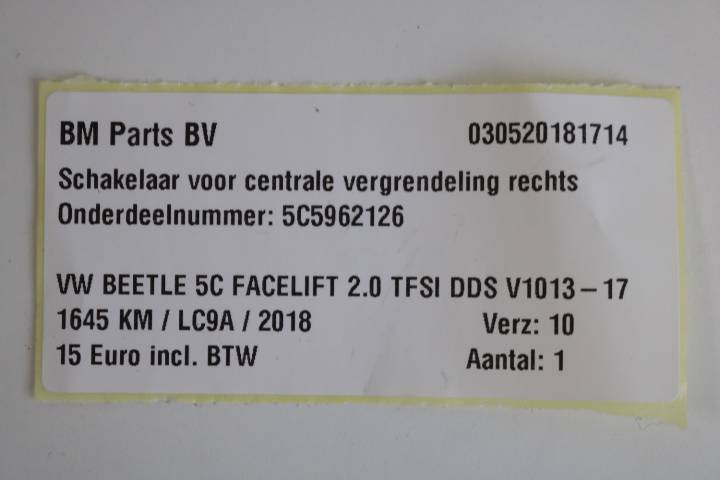 BM Parts BV 030520181714
Schakelaar voor centrale vergrendeling rechts
Onderdeelnummer: 5C5962126
VW BEETLE 5C FACELIFT 2.0 TFSI DDS V1013-17
1645 KM / LC9A / 2018 Verz: 10
15 Euro incl. BTW Aantal: 1